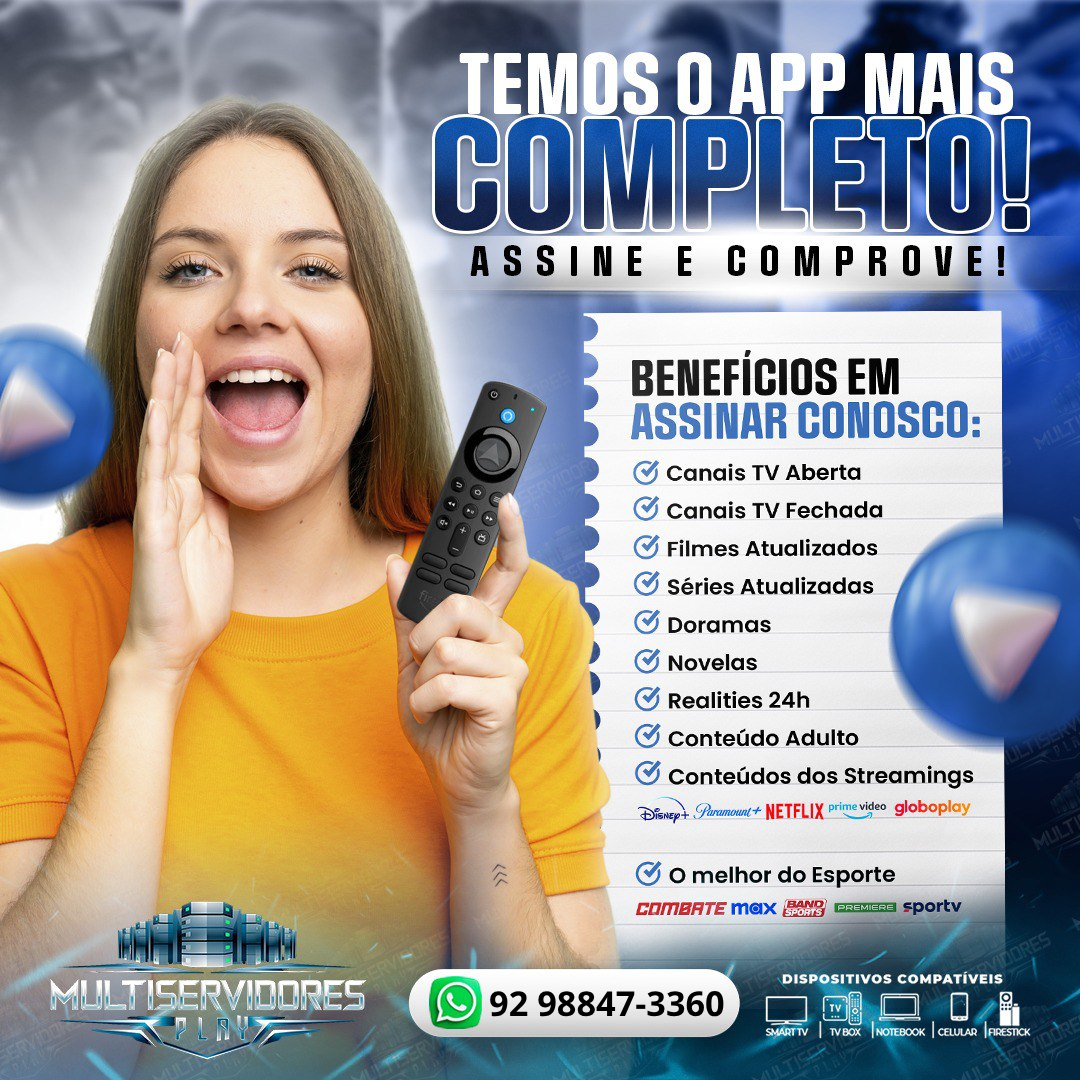 TEMOS O APP MAIS
COMPLETO!
ASSINE E COMPROVE!
BENEFÍCIOS EM
ASSINAR CONOSCO:
Canais TV Aberta
Canais TV Fechada
Filmes Atualizados
Séries Atualizadas
Doramas
Novelas
Realities 24h
Conteúdo Adulto
Conteúdos dos Streamings
Disney+ Paramount+ NETFLIX prime video globoplay
O melhor do Esporte
COMBATE max BAND SPORTS PREMIERE sportv
MULTISERVIDORES
PLAY
92 98847-3360
DISPOSITIVOS COMPATÍVEIS
TV
SMART TV TV BOX NOTEBOOK CELULAR FIRESTICK